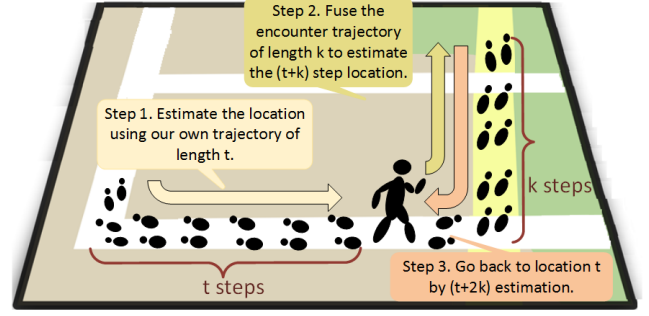 Step 2. Fuse the
encounter trajectory
of length k to estimate
the (t+k) step location.
Step 1. Estimate the location
using our own trajectory of
length t.
k steps
t steps
Step 3. Go back to location t
by (t+2k) estimation.